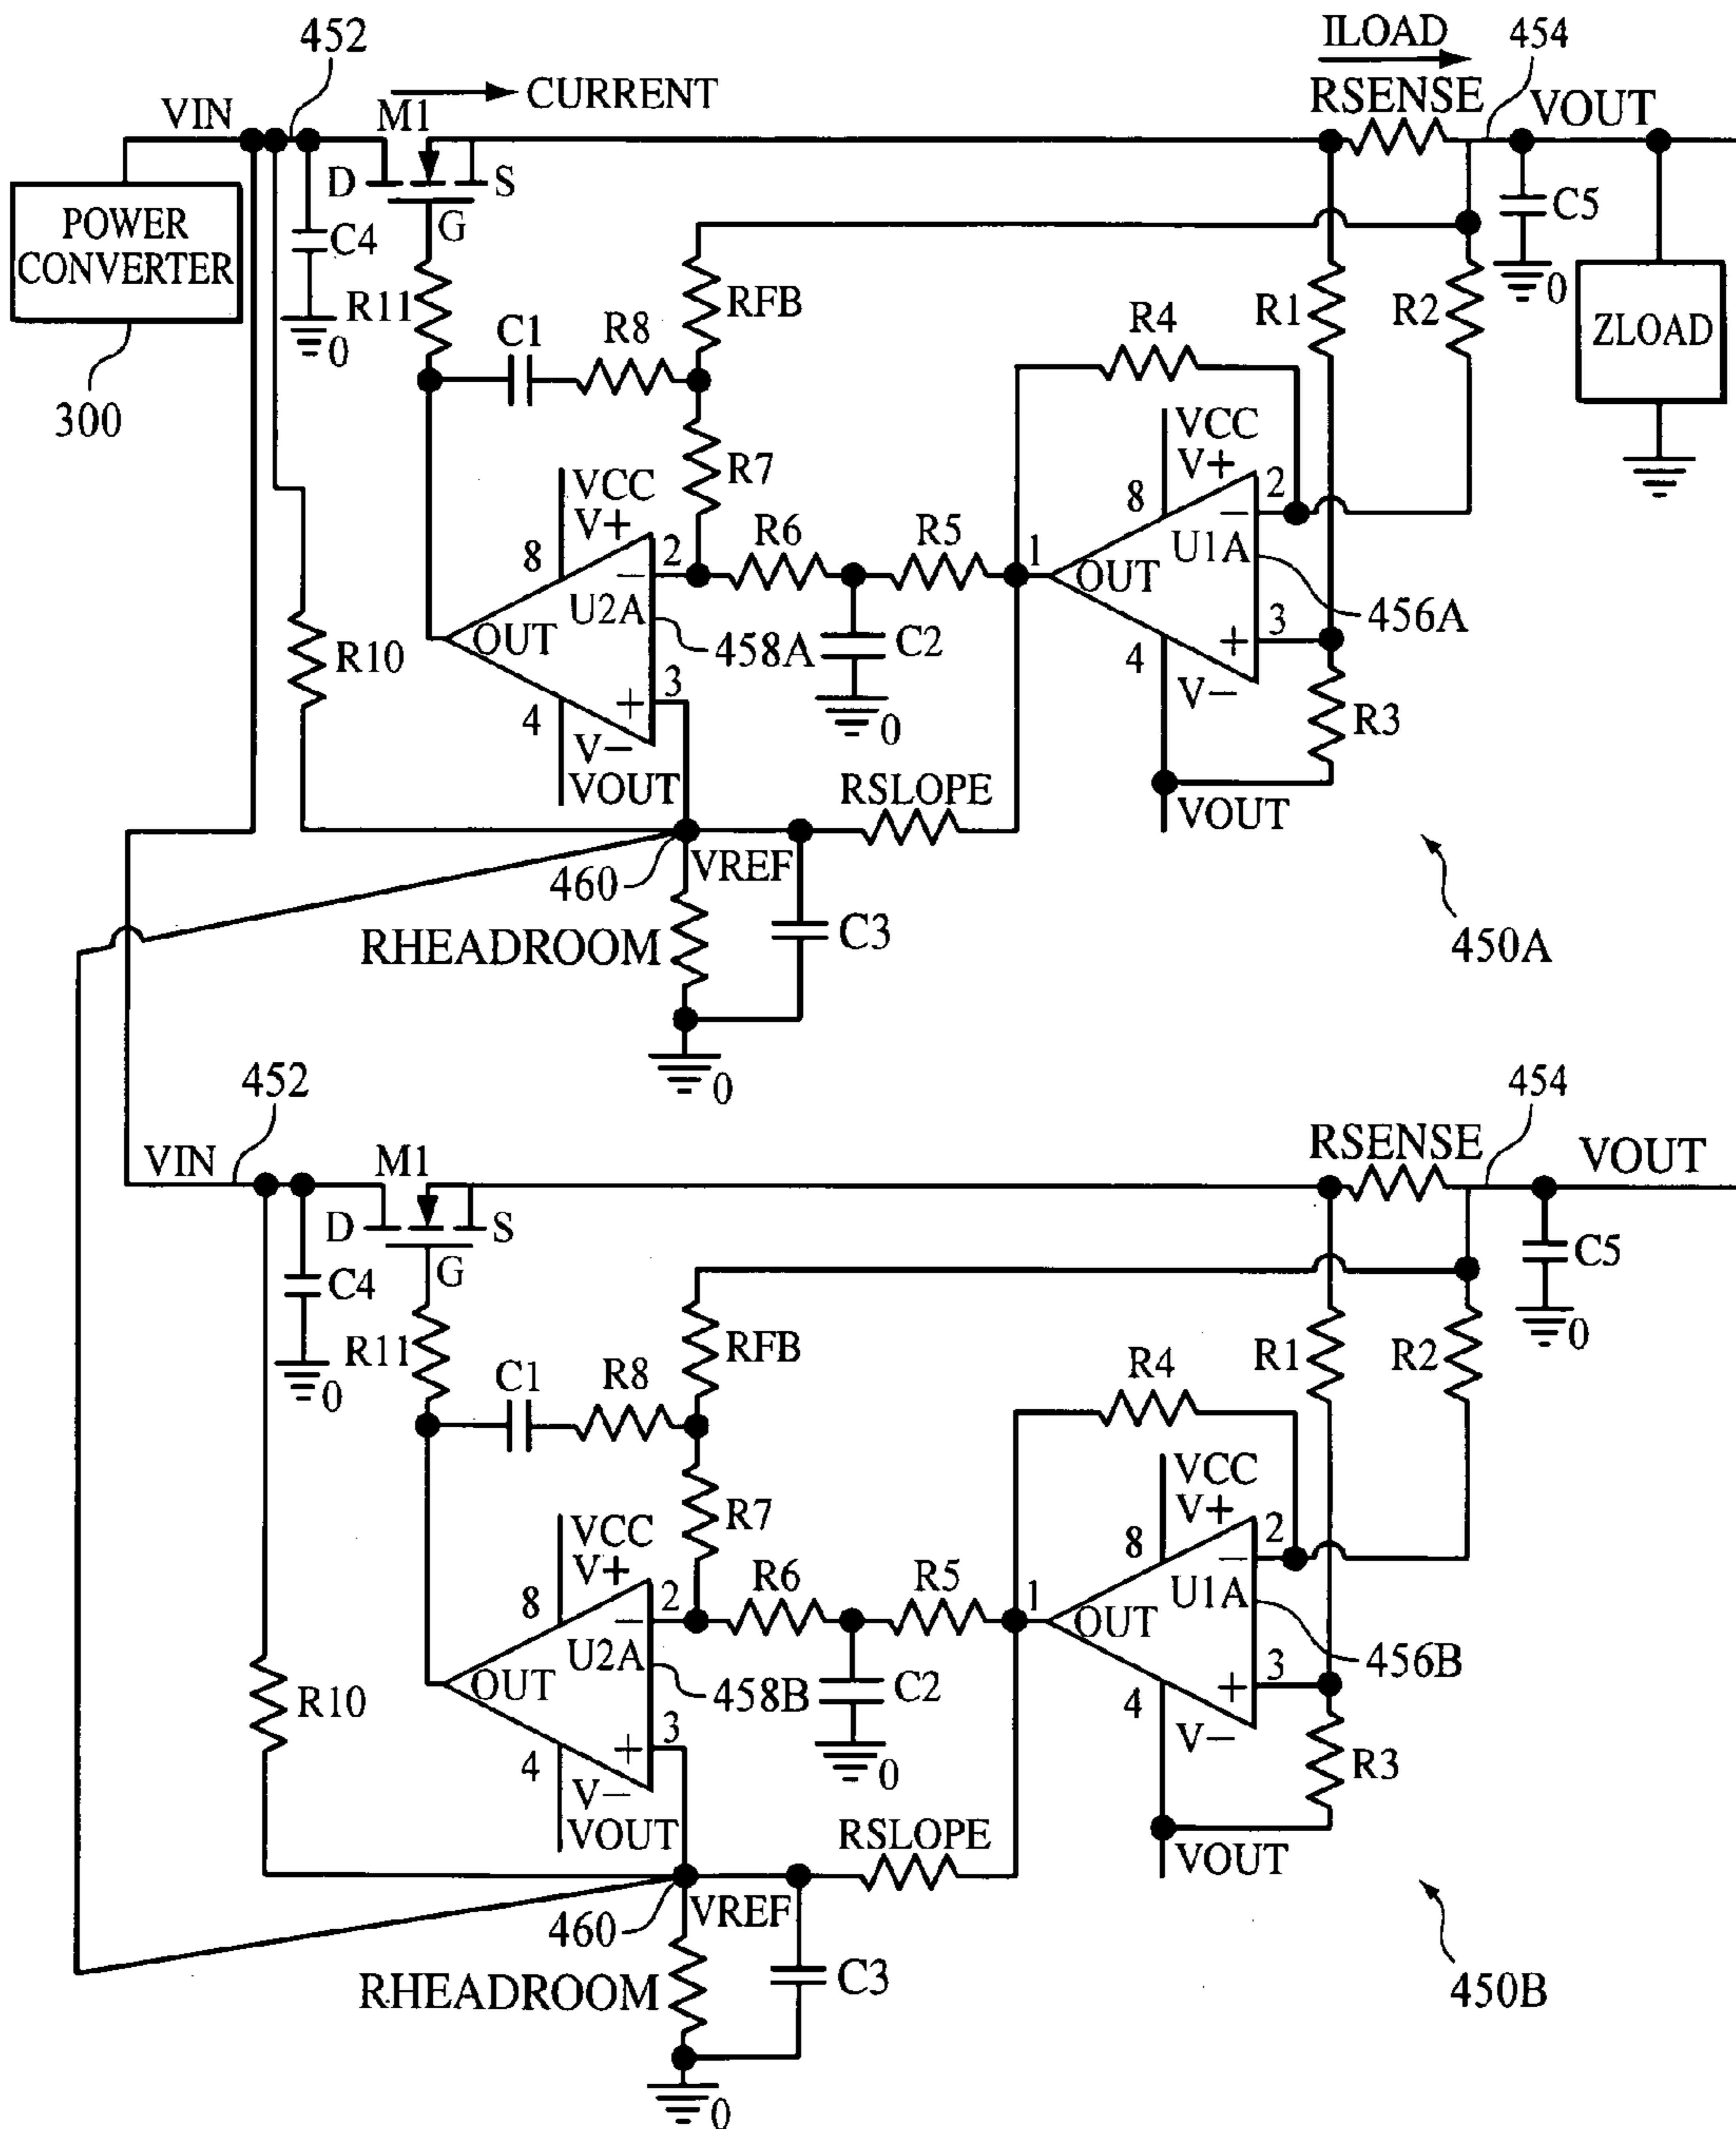 452
ILOAD
454
VIN
M1
CURRENT
RSENSE
VOUT
D
S
G
POWER
CONVERTER
C4
0
C5
0
R11
RFB
R1
R2
ZLOAD
C1
R8
R4
300
R7
VCC
V+
8
2
−
U1A
OUT
1
456A
3
+
4
V−
VCC
V+
8
2
−
R6
R5
U2A
OUT
458A
C2
0
R10
3
+
4
V−
VOUT
R3
RSLOPE
VOUT
460
VREF
RHEADROOM
C3
450A
0
452
454
VIN
M1
RSENSE
VOUT
D
S
G
C4
0
C5
0
R11
RFB
R1
R2
C1
R8
R4
R7
VCC
V+
8
2
−
U1A
OUT
1
456B
3
+
4
V−
VCC
V+
8
2
−
R6
R5
U2A
OUT
458B
C2
0
R10
3
+
4
V−
VOUT
R3
RSLOPE
VOUT
460
VREF
RHEADROOM
C3
450B
0